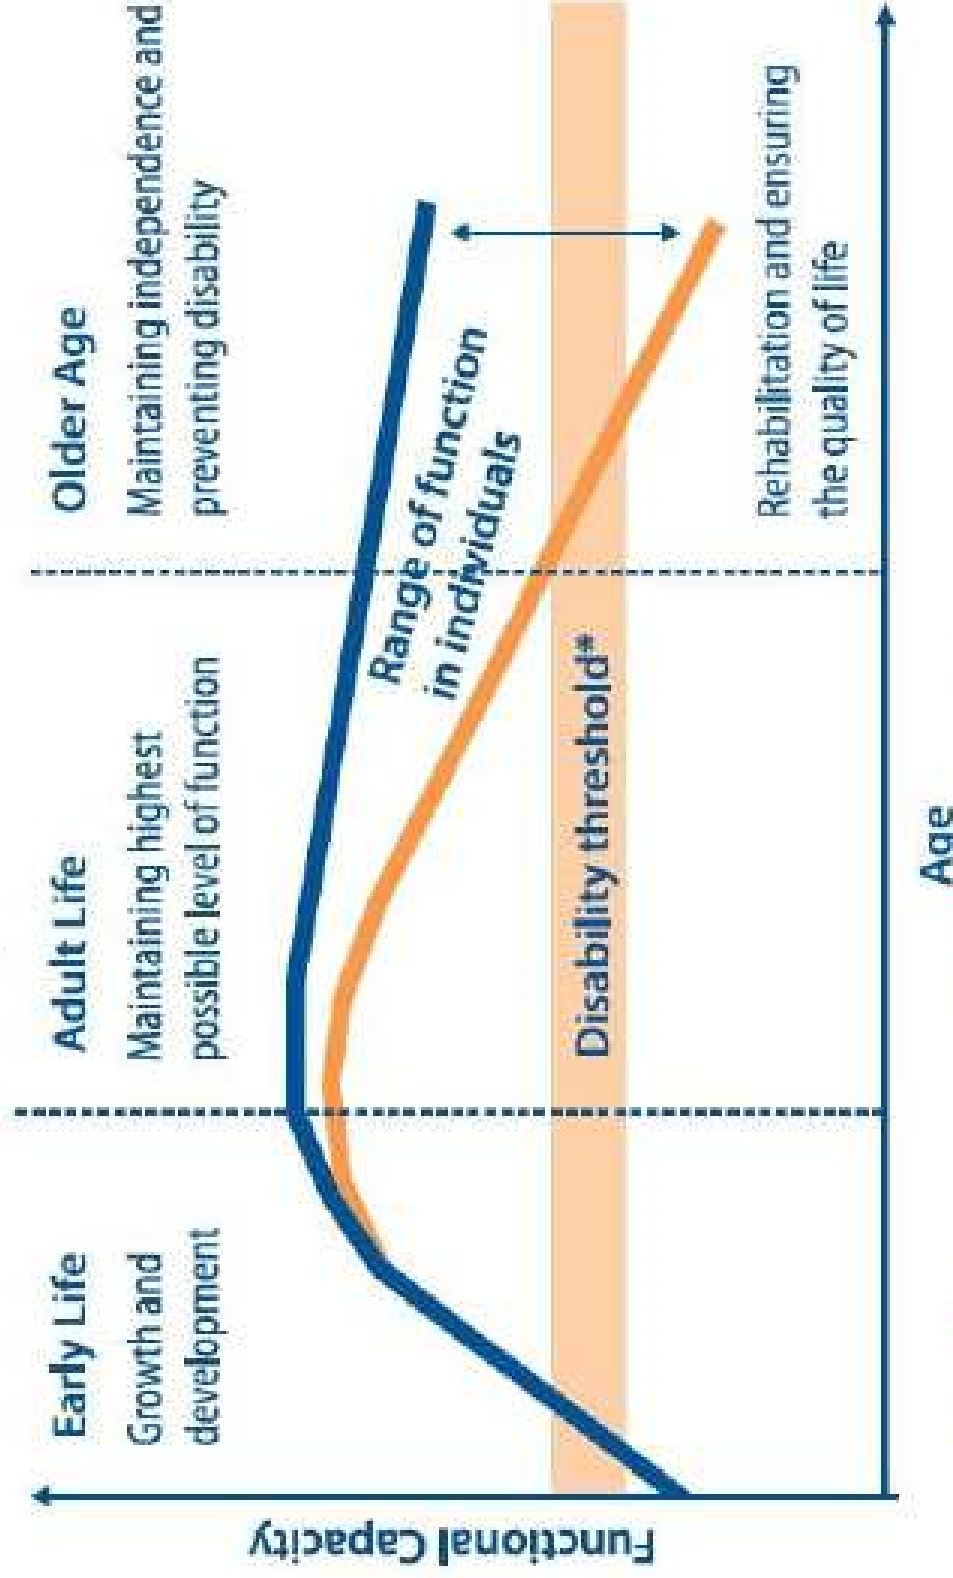 Early Life
Growth and
development
Adult Life
Maintaining highest
possible level of function
Older Age
Maintaining independence and
preventing disability
Functional Capacity
Range of function
in individuals
Disability threshold*
Rehabilitation and ensuring
the quality of life
Age